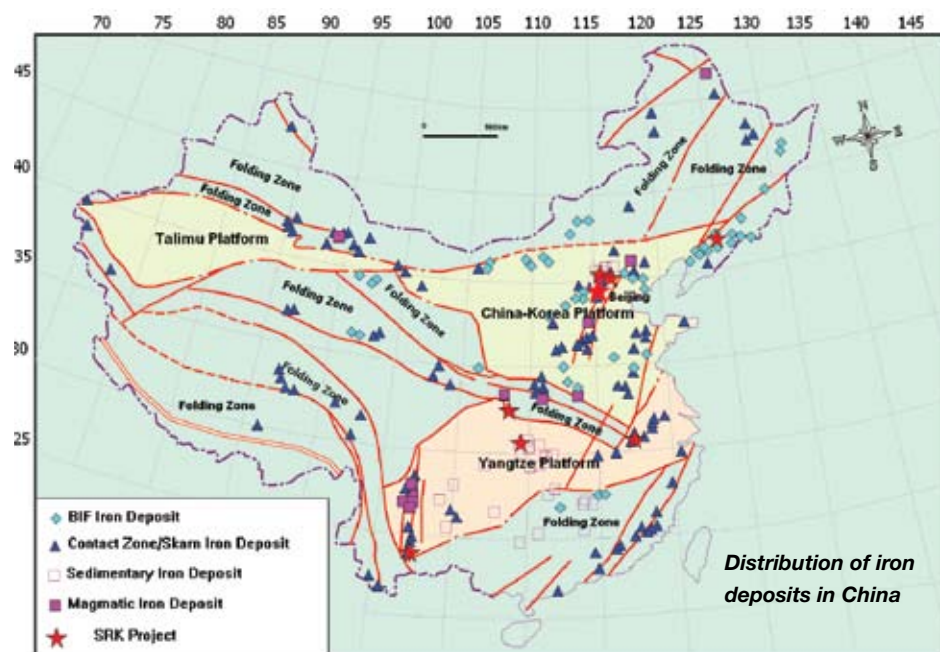 70 75 80 85 90 95 100 105 110 115 120 125 130 135 140 145
45
40
35
30
25
N
W E
S
0
Folding Zone
Folding Zone
Talimu Platform
Folding Zone
Folding Zone
Beijing
China-Korea Platform
Folding Zone
Folding Zone
Folding Zone
Folding Zone
Folding Zone
Yangtze Platform
Folding Zone
BIF Iron Deposit
Contact Zone/Skarn Iron Deposit
Sedimentary Iron Deposit
Magmatic Iron Deposit
SRK Project
Distribution of iron
deposits in China